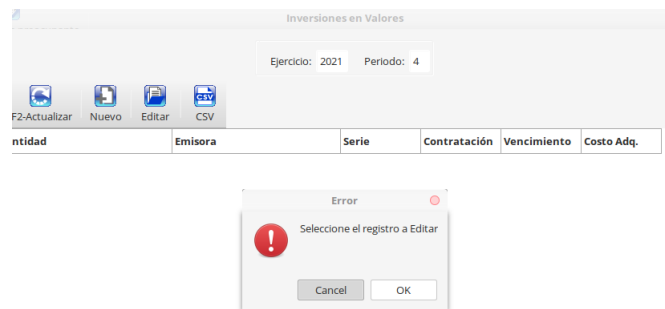 Inversiones en Valores
Ejercicio: 2021 Periodo: 4
CSV
F2-Actualizar Nuevo Editar CSV
ntidad Emisora Serie Contratación Vencimiento Costo Adq.
Error
Seleccione el registro a Editar
Cancel OK